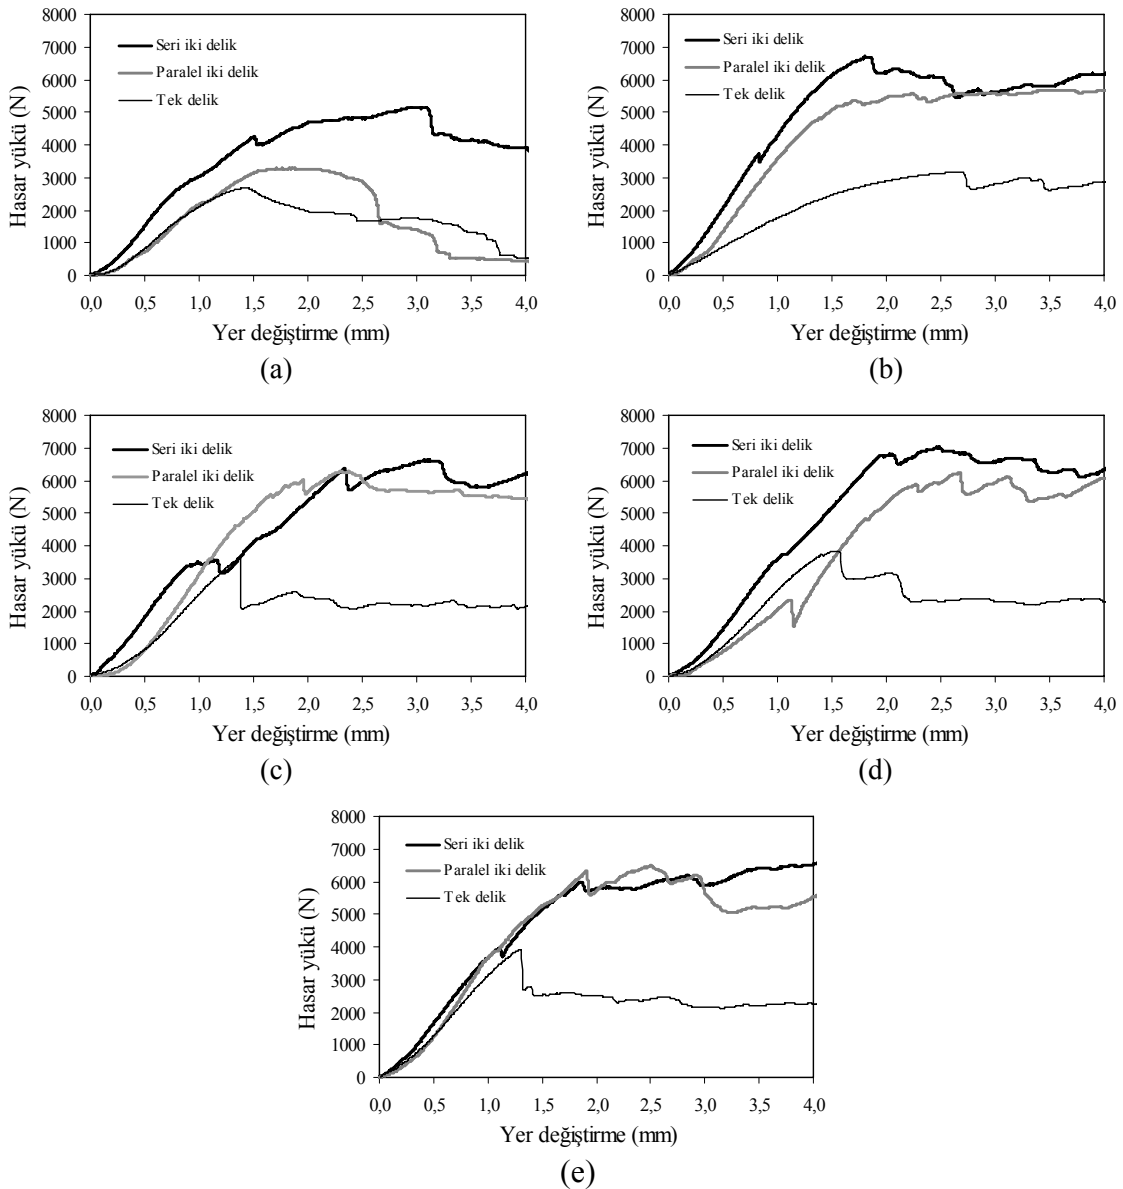 8000
7000
6000
5000
4000
3000
2000
1000
0
Hasar yükü (N)
Seri iki delik
Paralel iki delik
Tek delik
0,0 0,5 1,0 1,5 2,0 2,5 3,0 3,5 4,0
Yer değiştirme (mm)
(a)
8000
7000
6000
5000
4000
3000
2000
1000
0
Hasar yükü (N)
Seri iki delik
Paralel iki delik
Tek delik
0,0 0,5 1,0 1,5 2,0 2,5 3,0 3,5 4,0
Yer değiştirme (mm)
(b)
8000
7000
6000
5000
4000
3000
2000
1000
0
Hasar yükü (N)
Seri iki delik
Paralel iki delik
Tek delik
0,0 0,5 1,0 1,5 2,0 2,5 3,0 3,5 4,0
Yer değiştirme (mm)
(c)
8000
7000
6000
5000
4000
3000
2000
1000
0
Hasar yükü (N)
Seri iki delik
Paralel iki delik
Tek delik
0,0 0,5 1,0 1,5 2,0 2,5 3,0 3,5 4,0
Yer değiştirme (mm)
(d)
8000
7000
6000
5000
4000
3000
2000
1000
0
Hasar yükü (N)
Seri iki delik
Paralel iki delik
Tek delik
0,0 0,5 1,0 1,5 2,0 2,5 3,0 3,5 4,0
Yer değiştirme (mm)
(e)